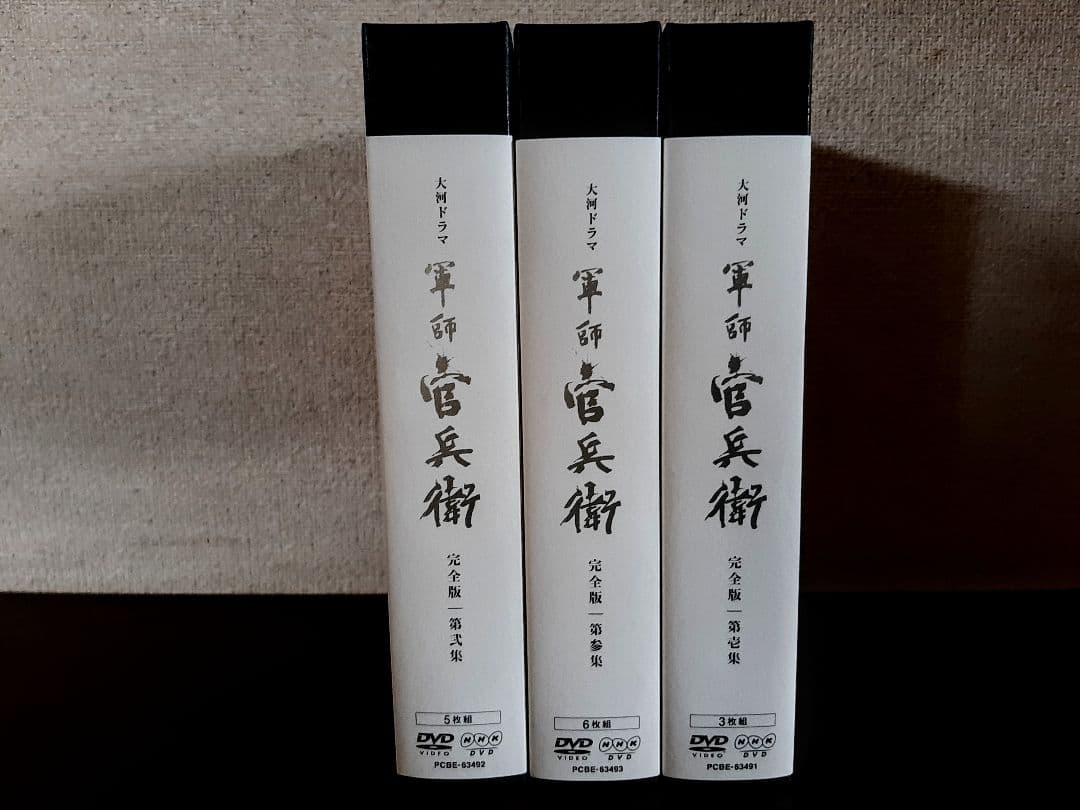 大河ドラマ
軍師官兵衛
完全版|第弐集
5枚組
DVD
VIDEO
NHK
DVD
PCBE-63492
大河ドラマ
軍師官兵衛
完全版|第参集
6枚組
DVD
VIDEO
NHK
DVD
PCBE-63493
大河ドラマ
軍師官兵衛
完全版|第壱集
3枚組
DVD
VIDEO
NHK
DVD
PCBE-63491